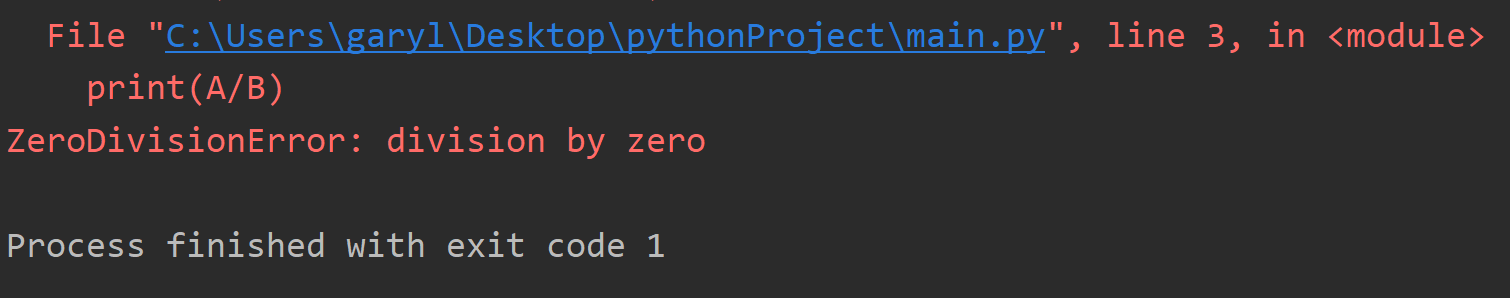 File "C:\Users\garyl\Desktop\pythonProject\main.py", line 3, in <module>
print(A/B)
ZeroDivisionError: division by zero
Process finished with exit code 1